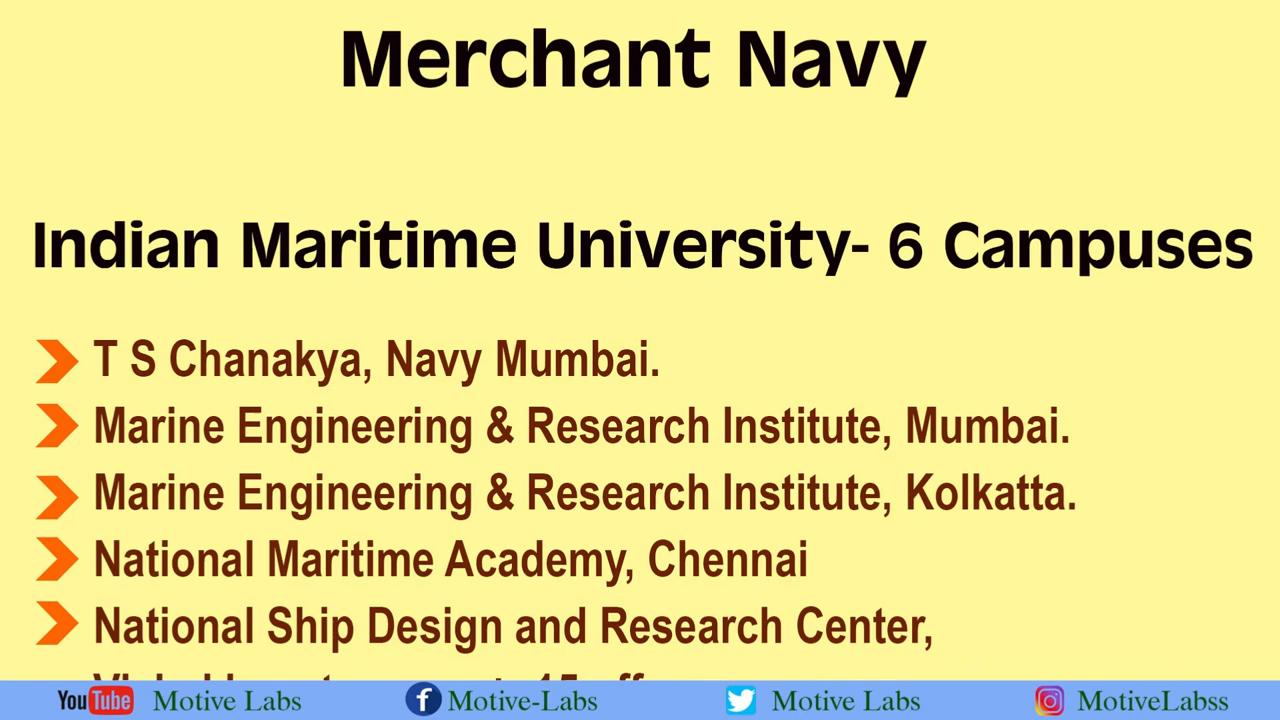 Merchant Navy
Indian Maritime University- 6 Campuses
T S Chanakya, Navy Mumbai.
Marine Engineering & Research Institute, Mumbai.
Marine Engineering & Research Institute, Kolkatta.
National Maritime Academy, Chennai
National Ship Design and Research Center,
YouTube Motive Labs f Motive-Labs Motive Labs MotiveLabss